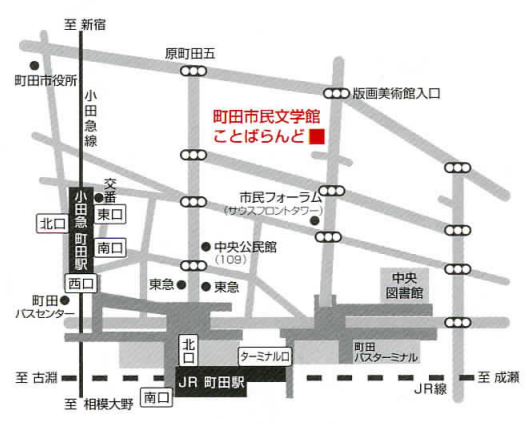 至 新宿
原町田五
町田市役所
版画美術館入口
小田急線
町田市民文学館
ことばらんど
交番
小田急 町田駅
東口
北口
市民フォーラム
(サウスフロントタワー)
南口
中央公民館
(109)
西口
中央
図書館
東急
東急
町田
バスセンター
北口
ターミナル口
町田
バスターミナル
至 古淵
JR 町田駅
至 成瀬
JR線
南口
至 相模大野